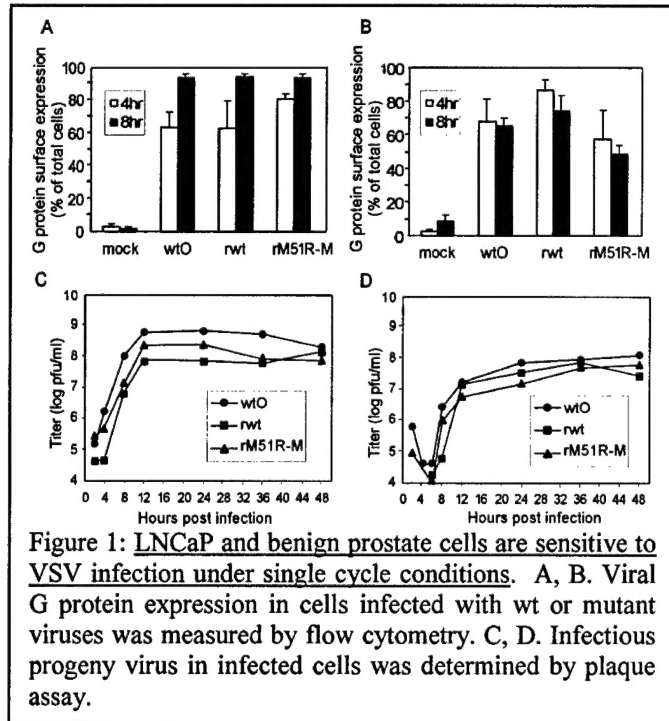 A
G protein surface expression
(% of total cells)
100
80
60
40
20
0
4hr
8hr
mock wtO rwt rM51R-M
B
G protein surface expression
(% of total cells)
100
80
60
40
20
0
4hr
8hr
mock wtO rwt rM51R-M
C
Titer (log pfu/ml)
10
9
8
7
6
5
4
wtO
rwt
rM51R-M
0 4 8 12 16 20 24 28 32 36 40 44 48
Hours post infection
D
Titer (log pfu/ml)
10
9
8
7
6
5
4
wtO
rwt
rM51R-M
0 4 8 12 16 20 24 28 32 36 40 44 48
Hours post infection
Figure 1: LNCaP and benign prostate cells are sensitive to
VSV infection under single cycle conditions. A, B. Viral
G protein expression in cells infected with wt or mutant
viruses was measured by flow cytometry. C, D. Infectious
progeny virus in infected cells was determined by plaque
assay.